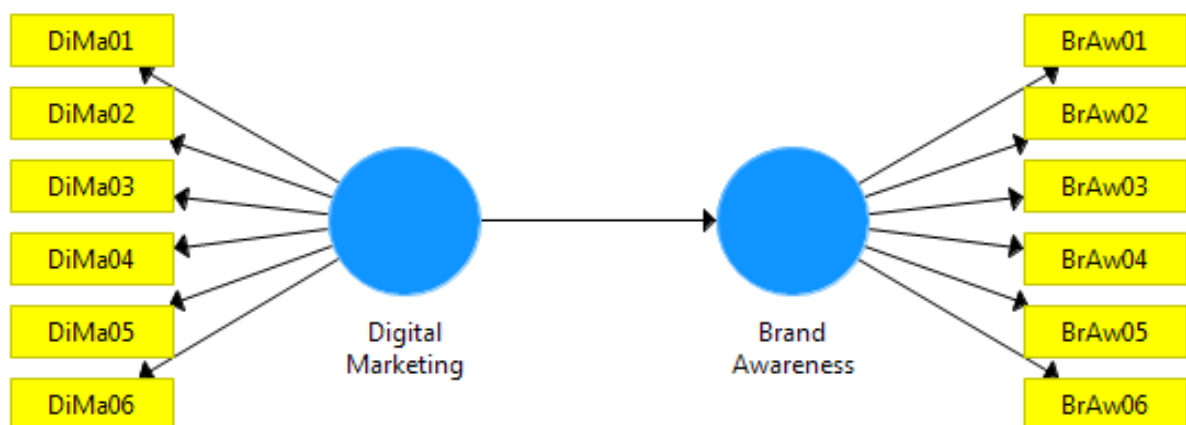 DiMa01
DiMa02
DiMa03
DiMa04
DiMa05
DiMa06
Digital
Marketing
Brand
Awareness
BrAw01
BrAw02
BrAw03
BrAw04
BrAw05
BrAw06